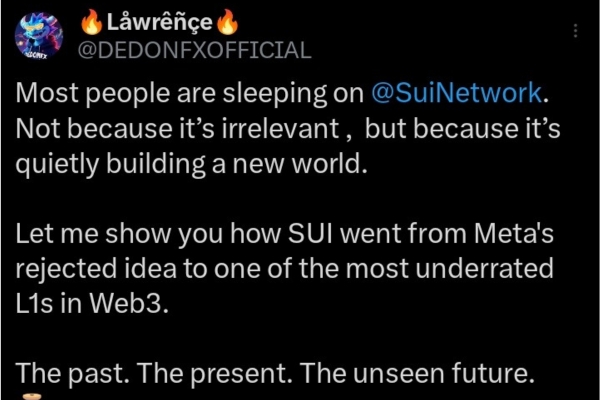 🔥Låwrêñçe🔥
@DEDONFXOFFICIAL
Most people are sleeping on @SuiNetwork.
Not because it’s irrelevant ,  but because it’s
quietly building a new world.
Let me show you how SUI went from Meta's
rejected idea to one of the most underrated
L1s in Web3.
The past. The present. The unseen future.